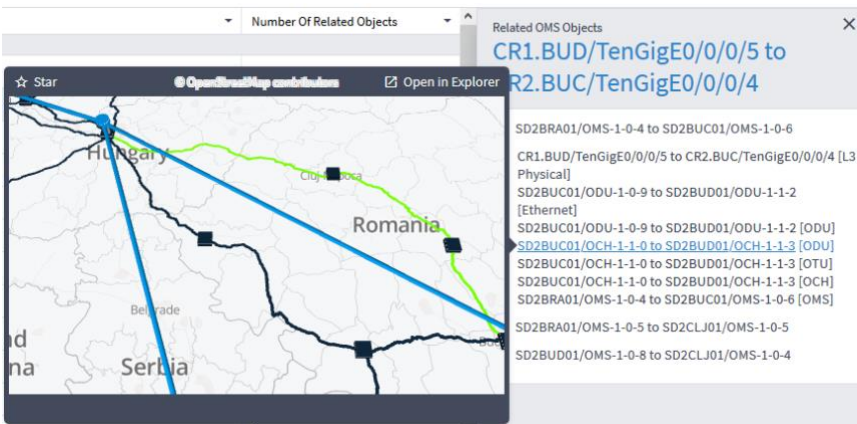 Number Of Related Objects
Related OMS Objects
CR1.BUD/TenGigE0/0/0/5 to
R2.BUC/TenGigE0/0/0/4
Star
© OpenStreetMap contributors
Open in Explorer
SD2BRA01/OMS-1-0-4 to SD2BUC01/OMS-1-0-6
CR1.BUD/TenGigE0/0/0/5 to CR2.BUC/TenGigE0/0/0/4 [L3
Physical]
SD2BUC01/ODU-1-0-9 to SD2BUD01/ODU-1-1-2
[Ethernet]
SD2BUC01/ODU-1-0-9 to SD2BUD01/ODU-1-1-2 [ODU]
SD2BUC01/OCH-1-1-0 to SD2BUD01/OCH-1-1-3 [ODU]
SD2BUC01/OCH-1-1-0 to SD2BUD01/OCH-1-1-3 [OTU]
SD2BUC01/OCH-1-1-0 to SD2BUD01/OCH-1-1-3 [OCH]
SD2BRA01/OMS-1-0-4 to SD2BUC01/OMS-1-0-6 [OMS]
SD2BRA01/OMS-1-0-5 to SD2CLJ01/OMS-1-0-5
SD2BUD01/OMS-1-0-8 to SD2CLJ01/OMS-1-0-4
Hungary
Romania
Serbia